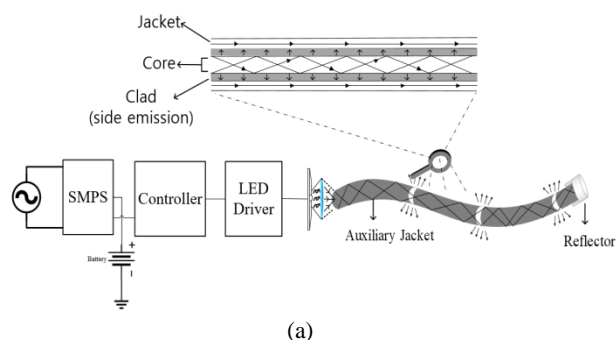 Jacket
Core
Clad
(side emission)
SMPS
Controller
LED
Driver
Battery
+
-
Auxiliary Jacket
Reflector
(a)